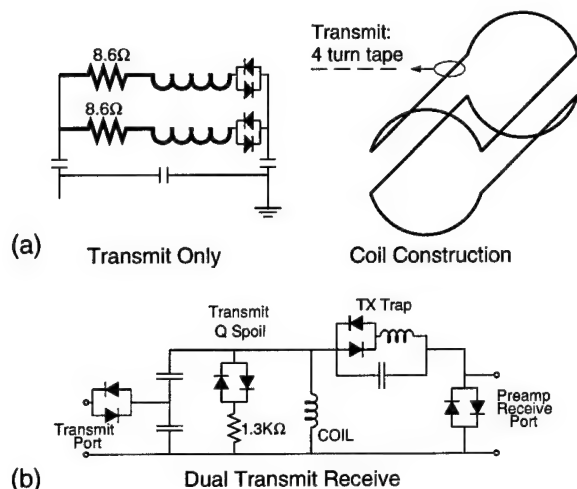 Transmit:
4 turn tape
8.6Ω
8.6Ω
(a) Transmit Only
Coil Construction
TX Trap
Transmit
Q Spoil
Transmit
Port
1.3KΩ
COIL
Preamp
Receive
Port
(b) Dual Transmit Receive